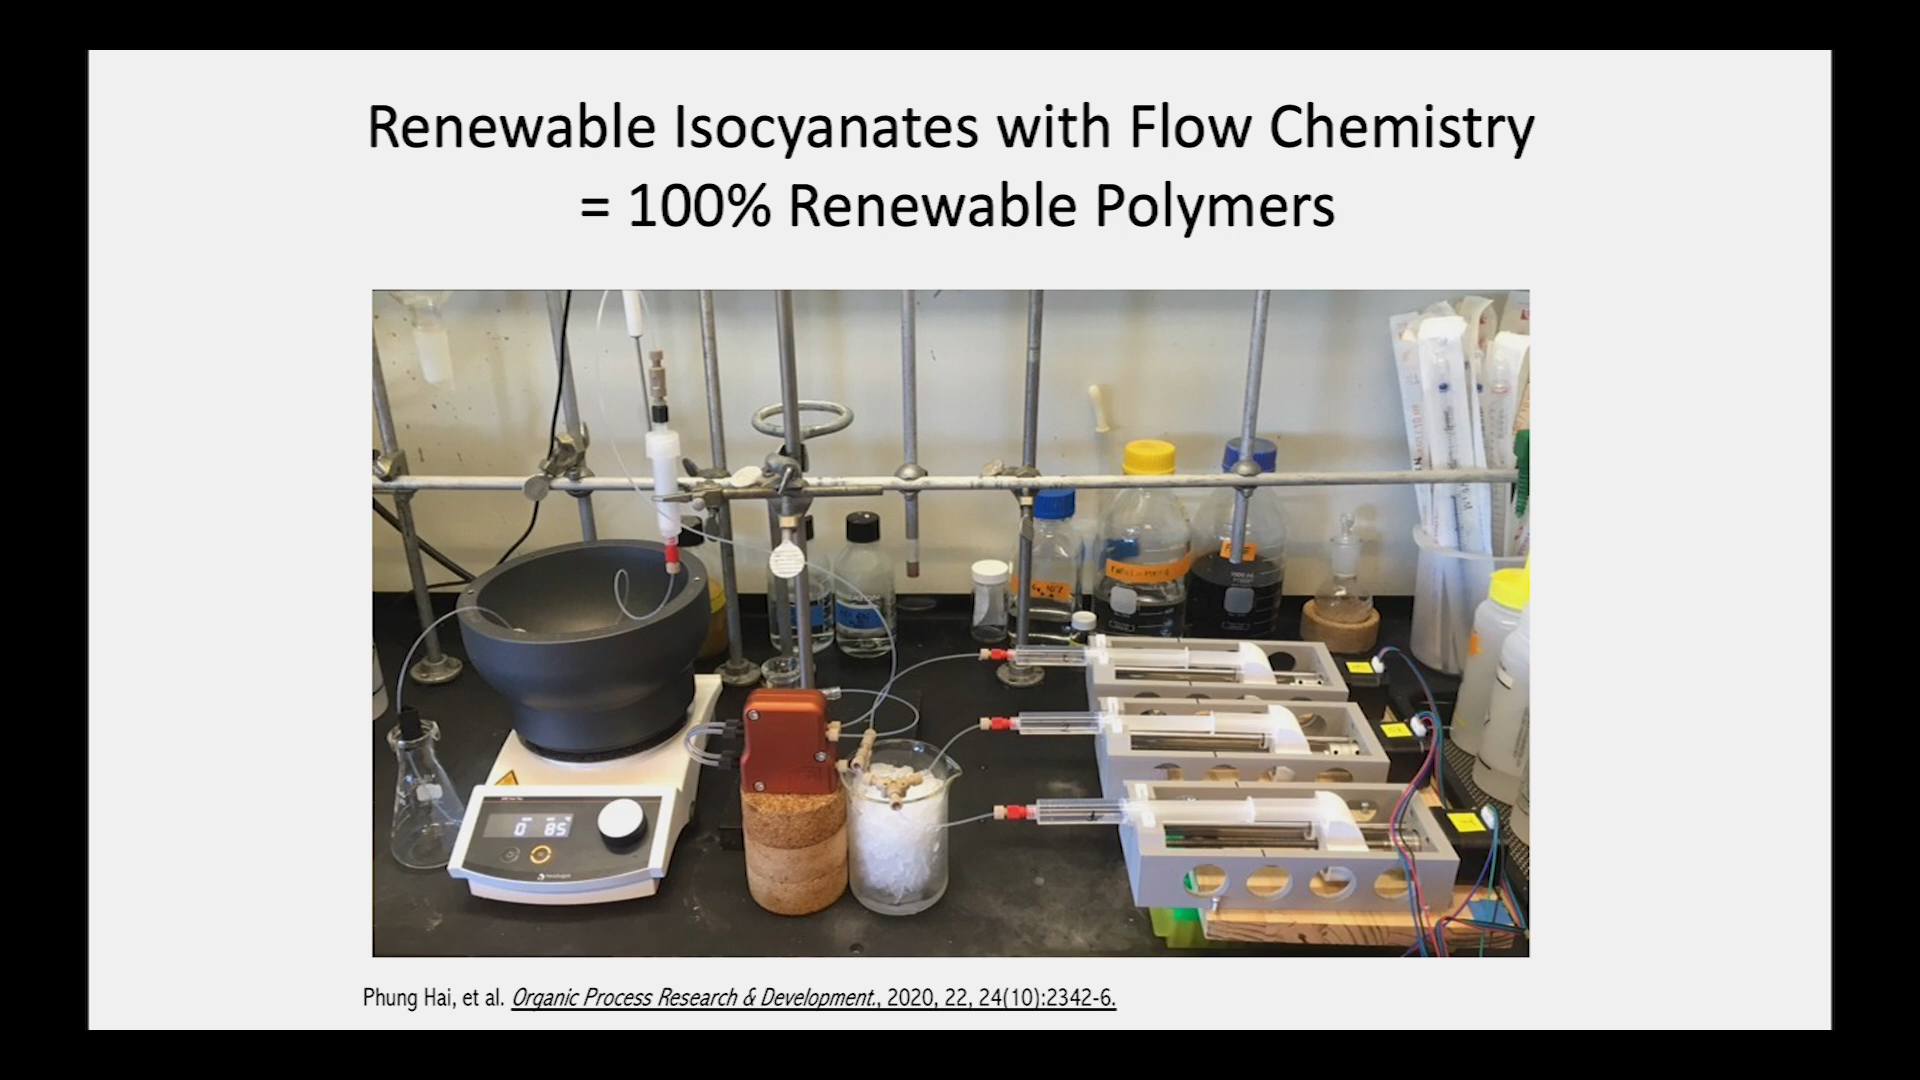 Renewable Isocyanates with Flow Chemistry
= 100% Renewable Polymers
0 85
Phung Hai, et al. Organic Process Research & Development., 2020, 22, 24(10):2342-6.